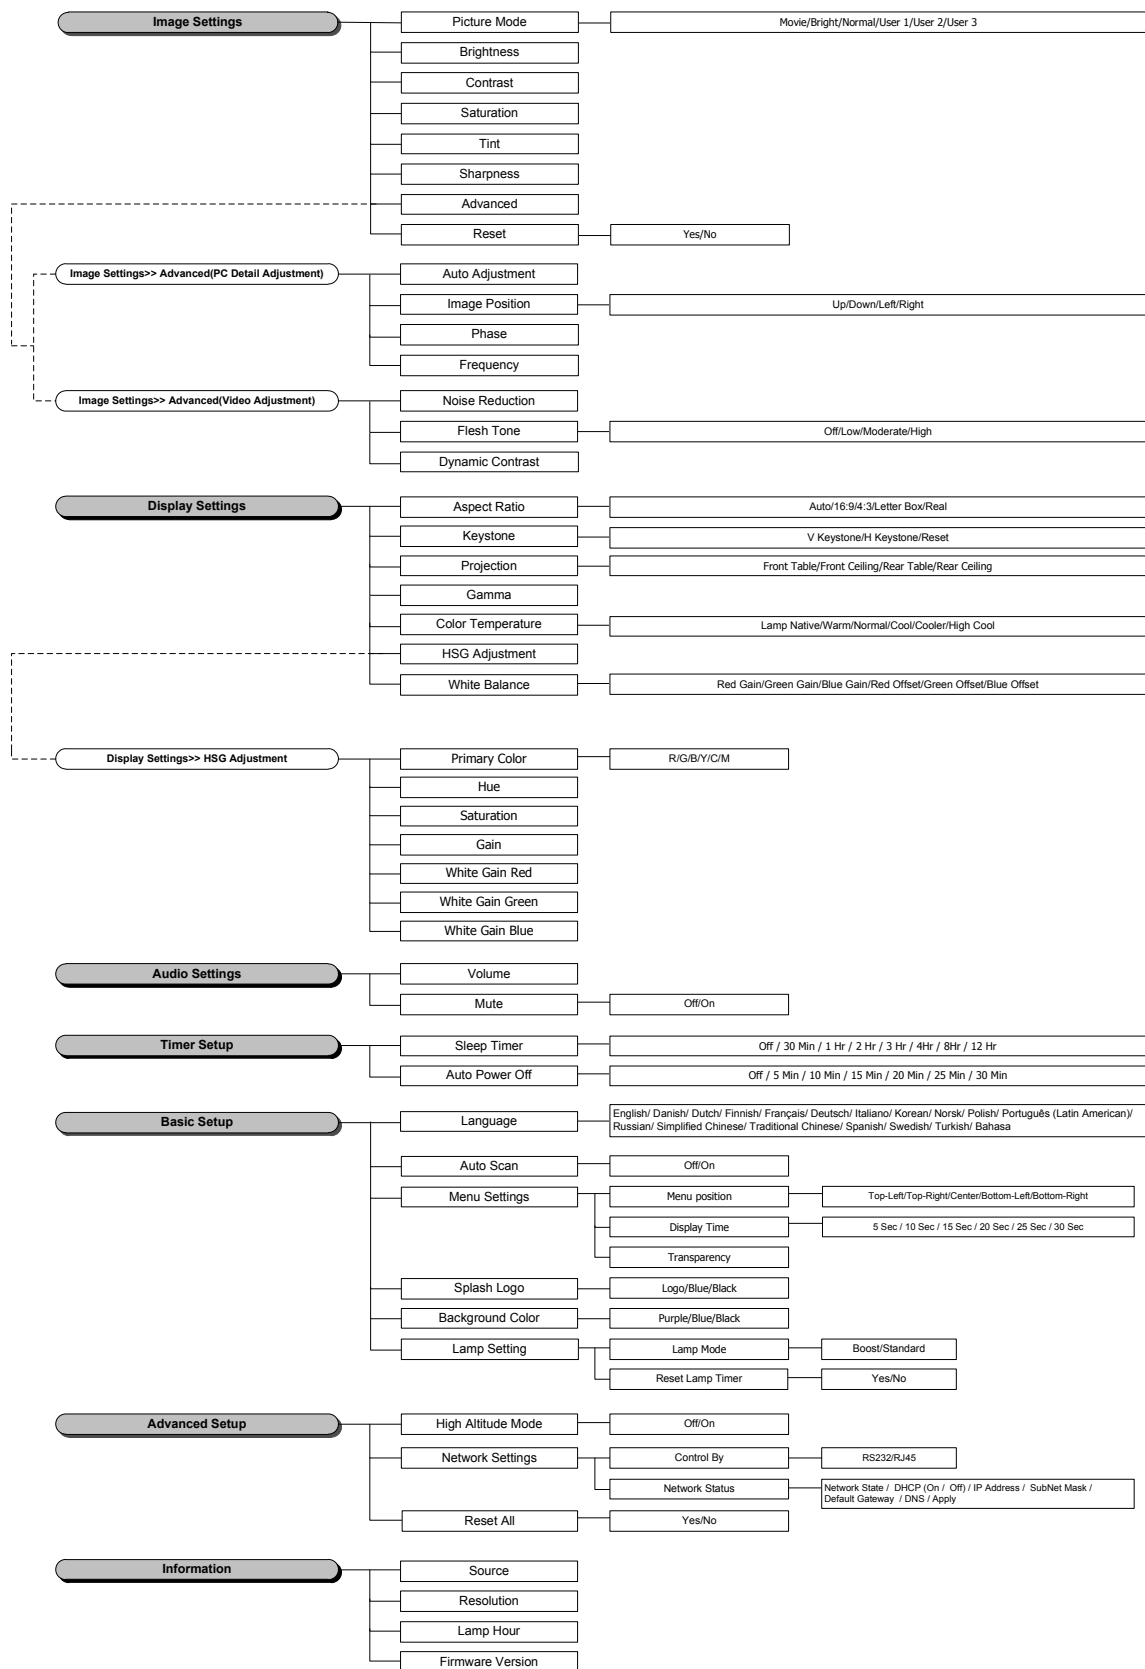 Image Settings
Picture Mode
Movie/Bright/Normal/User 1/User 2/User 3
Brightness
Contrast
Saturation
Tint
Sharpness
Advanced
Reset
Yes/No
Image Settings>> Advanced(PC Detail Adjustment)
Auto Adjustment
Image Position
Up/Down/Left/Right
Phase
Frequency
Image Settings>> Advanced(Video Adjustment)
Noise Reduction
Flesh Tone
Off/Low/Moderate/High
Dynamic Contrast
Display Settings
Aspect Ratio
Auto/16:9/4:3/Letter Box/Real
Keystone
V Keystone/H Keystone/Reset
Projection
Front Table/Front Ceiling/Rear Table/Rear Ceiling
Gamma
Color Temperature
Lamp Native/Warm/Normal/Cool/Cooler/High Cool
HSG Adjustment
White Balance
Red Gain/Green Gain/Blue Gain/Red Offset/Green Offset/Blue Offset
Display Settings>> HSG Adjustment
Primary Color
R/G/B/Y/C/M
Hue
Saturation
Gain
White Gain Red
White Gain Green
White Gain Blue
Audio Settings
Volume
Mute
Off/On
Timer Setup
Sleep Timer
Off / 30 Min / 1 Hr / 2 Hr / 3 Hr / 4Hr / 8Hr / 12 Hr
Auto Power Off
Off / 5 Min / 10 Min / 15 Min / 20 Min / 25 Min / 30 Min
Basic Setup
Language
English/ Danish/ Dutch/ Finnish/ Français/ Deutsch/ Italiano/ Korean/ Norsk/ Polish/ Português (Latin American)/
Russian/ Simplified Chinese/ Traditional Chinese/ Spanish/ Swedish/ Turkish/ Bahasa
Auto Scan
Off/On
Menu Settings
Menu position
Top-Left/Top-Right/Center/Bottom-Left/Bottom-Right
Display Time
5 Sec / 10 Sec / 15 Sec / 20 Sec / 25 Sec / 30 Sec
Transparency
Splash Logo
Logo/Blue/Black
Background Color
Purple/Blue/Black
Lamp Setting
Lamp Mode
Boost/Standard
Reset Lamp Timer
Yes/No
Advanced Setup
High Altitude Mode
Off/On
Network Settings
Control By
RS232/RJ45
Network Status
Network State / DHCP (On / Off) / IP Address / SubNet Mask /
Default Gateway / DNS / Apply
Reset All
Yes/No
Information
Source
Resolution
Lamp Hour
Firmware Version